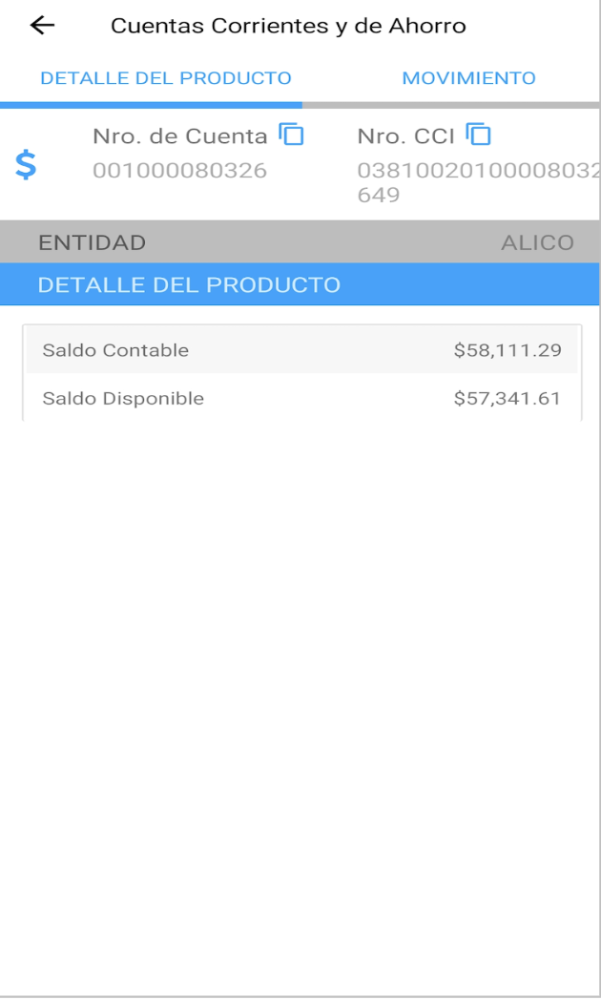 Cuentas Corrientes y de Ahorro
DETALLE DEL PRODUCTO MOVIMIENTO
Nro. de Cuenta Nro. CCI
$ 001000080326 03810020100008032
649
ENTIDAD ALICO
DETALLE DEL PRODUCTO
Saldo Contable $58,111.29
Saldo Disponible $57,341.61